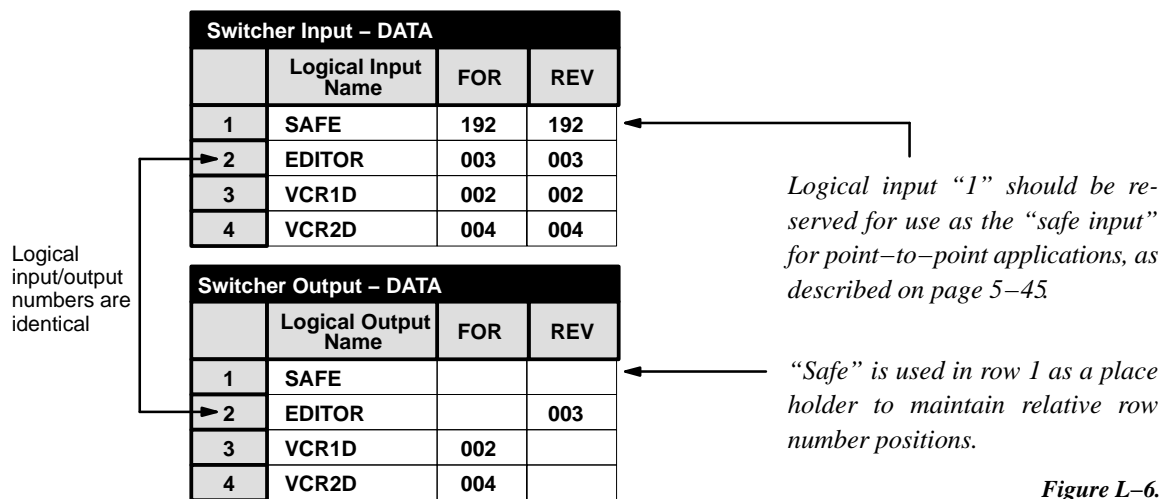 Switcher Input – DATA
Logical Input Name FOR REV
1 SAFE 192 192
2 EDITOR 003 003
3 VCR1D 002 002
4 VCR2D 004 004
Logical
input/output
numbers are
identical
Switcher Output – DATA
Logical Output Name FOR REV
1 SAFE
2 EDITOR 003
3 VCR1D 002
4 VCR2D 004
Logical input “1” should be re-
served for use as the “safe input”
for point–to–point applications, as
described on page 5–45.
“Safe” is used in row 1 as a place
holder to maintain relative row
number positions.
Figure L–6.